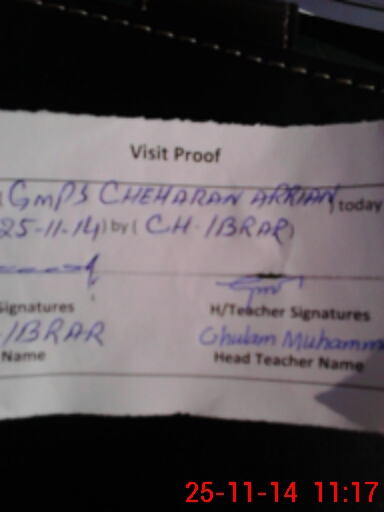 Visit Proof
(GMPS CHEHARAN ARRIAN) today
25-11-14) by (CH. IBRAR)
Signatures H/Teacher Signatures
IBRAR Ghulam Muhamm
Name Head Teacher Name
25-11-14 11:17